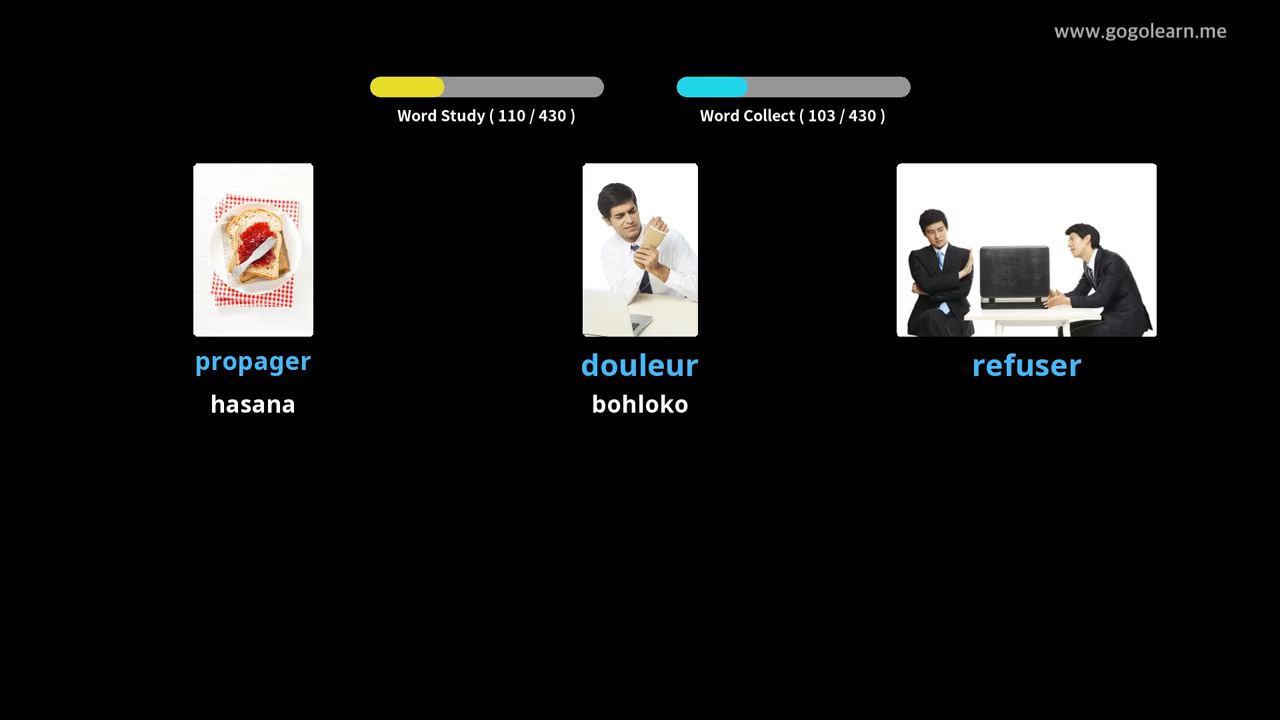 www.gogolearn.me
Word Study ( 110 / 430 )
Word Collect ( 103 / 430 )
propager
douleur
refuser
hasana
bohloko